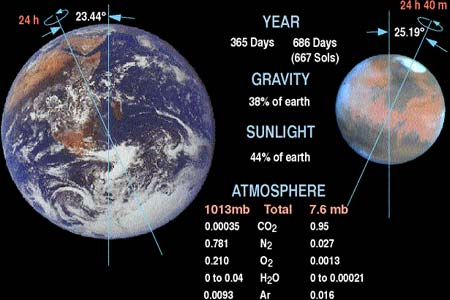 24 h
23.44°
24 h 40 m
25.19°
YEAR
365 Days 686 Days
(667 Sols)
GRAVITY
38% of earth
SUNLIGHT
44% of earth
ATMOSPHERE
1013mb Total 7.6 mb
0.00035 CO2 0.95
0.781 N2 0.027
0.210 O2 0.0013
0 to 0.04 H2O 0 to 0.00021
0.0093 Ar 0.016